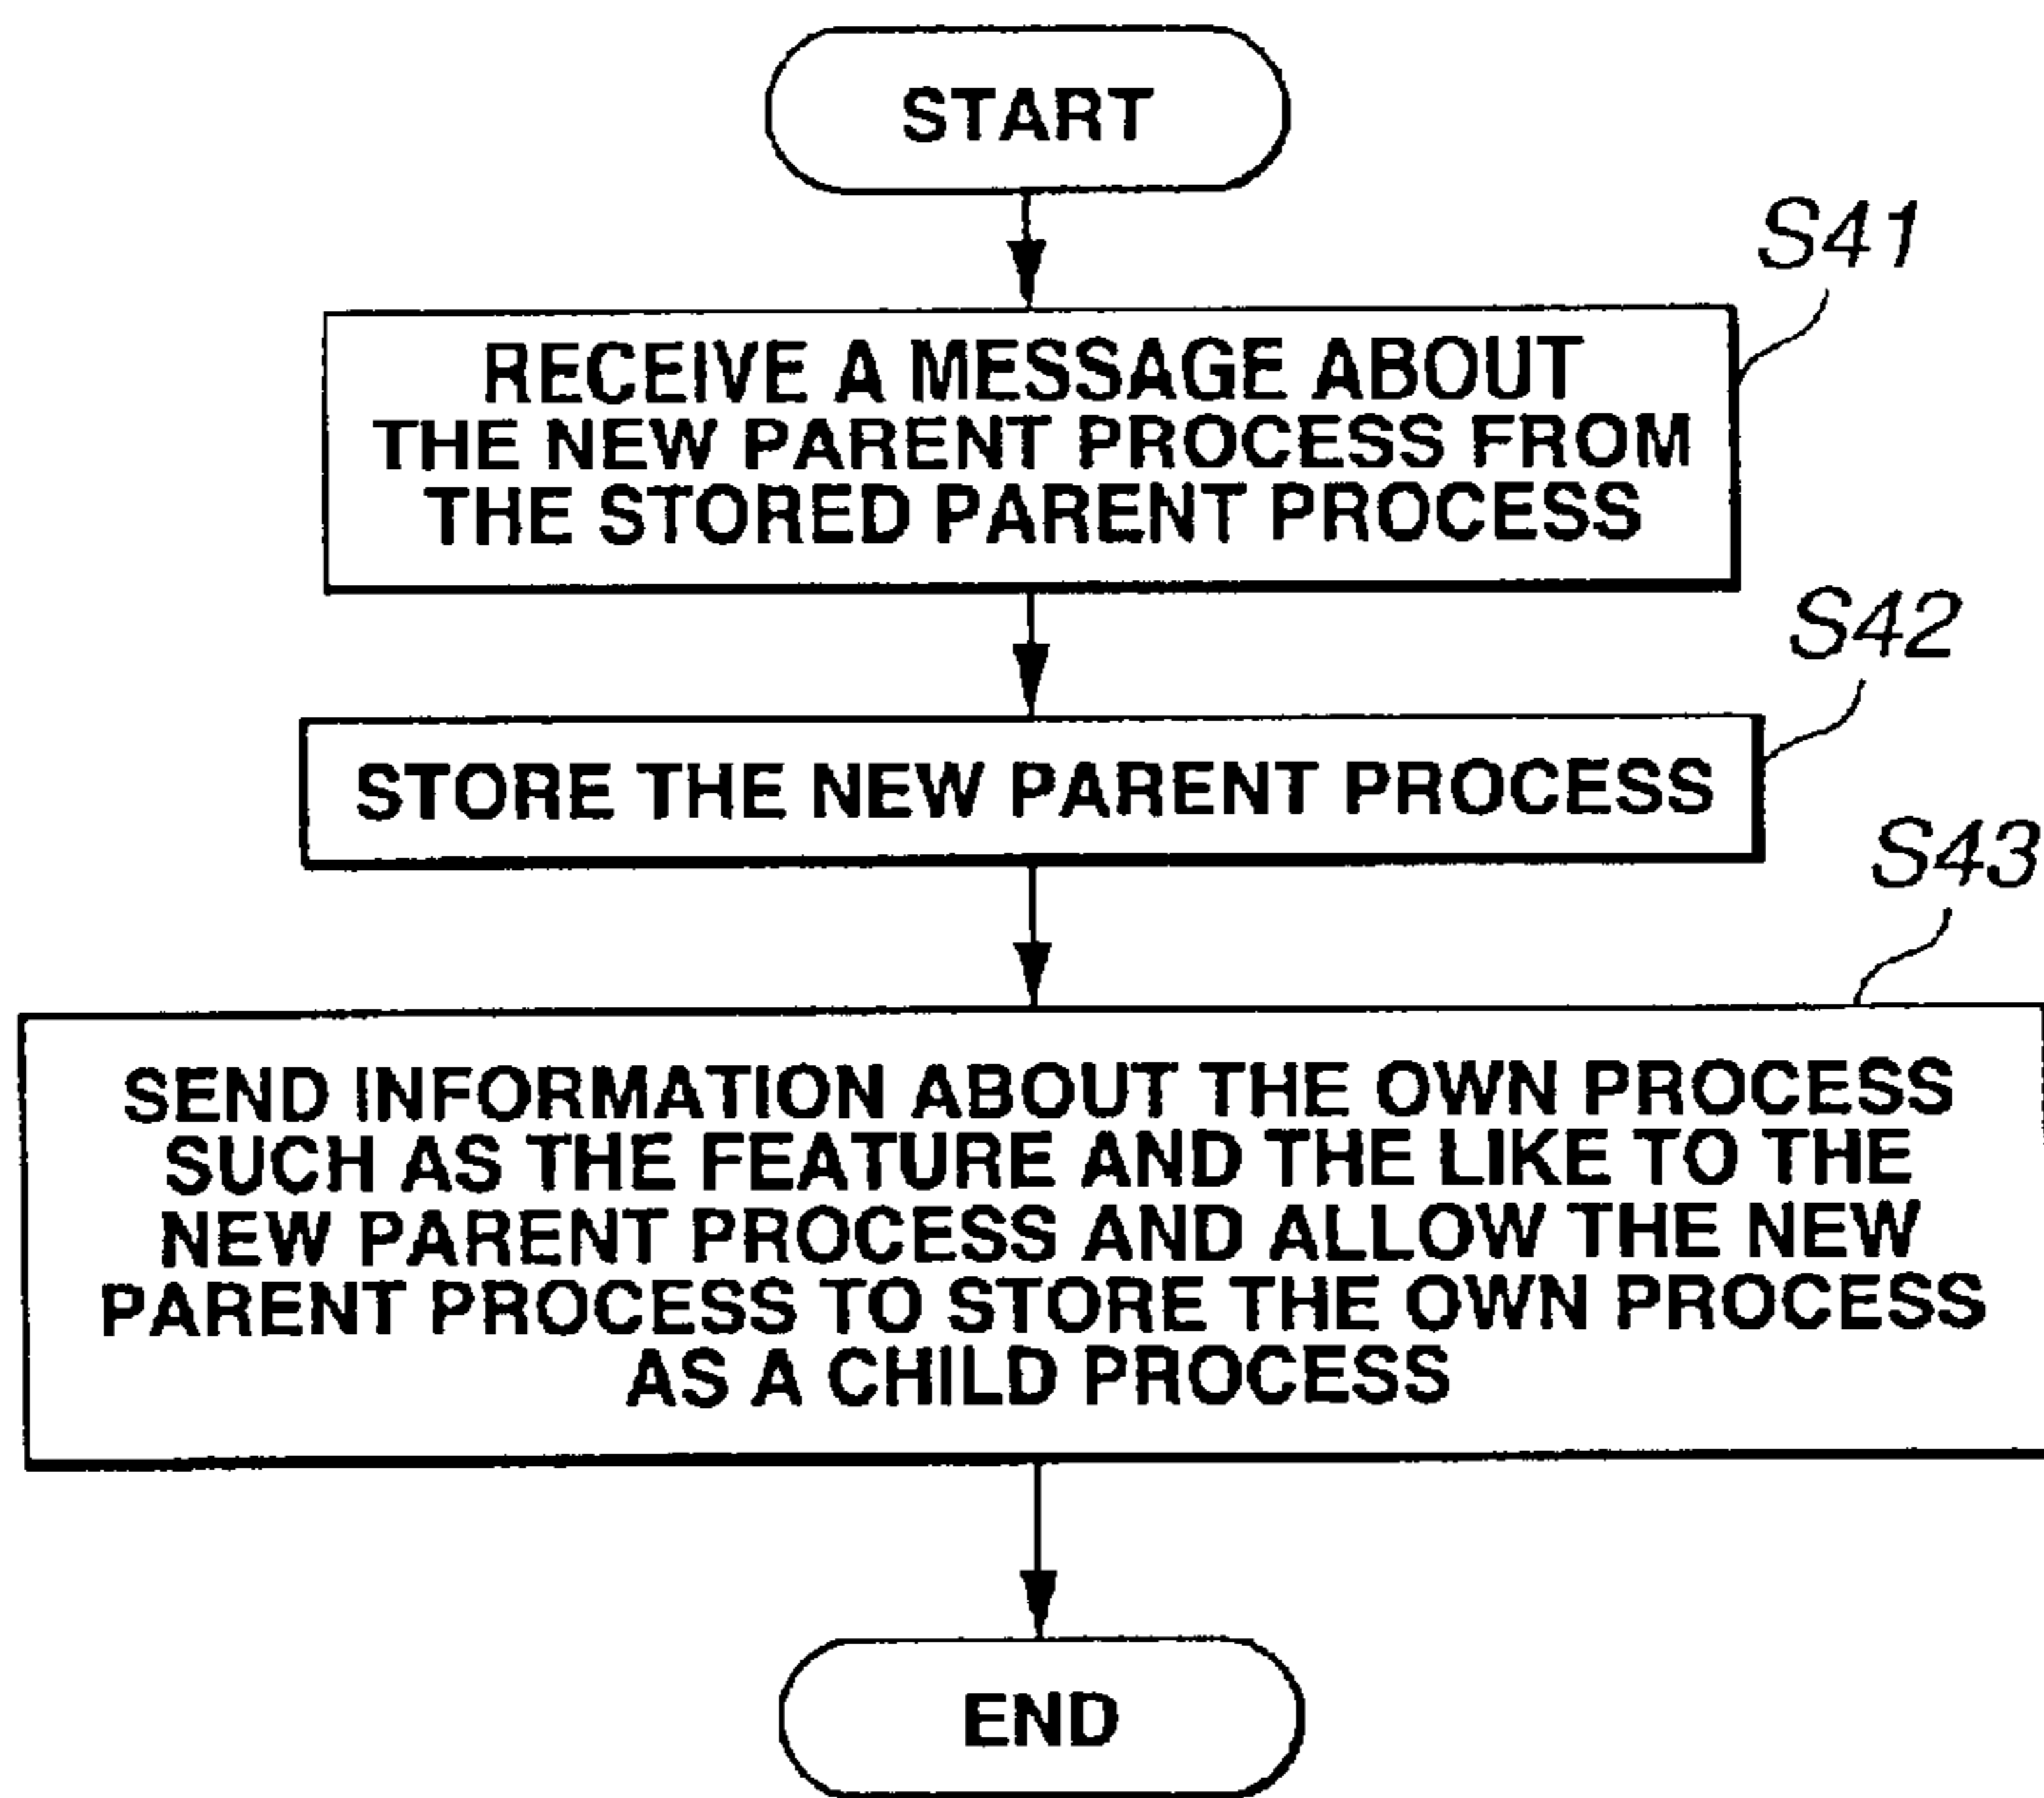 START
S41
RECEIVE A MESSAGE ABOUT
THE NEW PARENT PROCESS FROM
THE STORED PARENT PROCESS
S42
STORE THE NEW PARENT PROCESS
S43
SEND INFORMATION ABOUT THE OWN PROCESS
SUCH AS THE FEATURE AND THE LIKE TO THE
NEW PARENT PROCESS AND ALLOW THE NEW
PARENT PROCESS TO STORE THE OWN PROCESS
AS A CHILD PROCESS
END